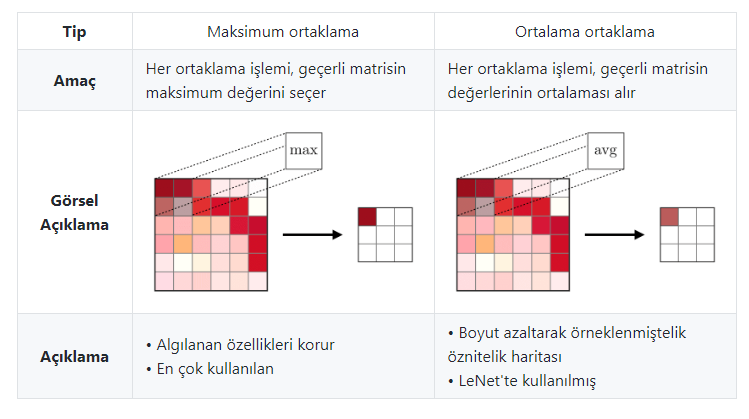 Tip
Maksimum ortaklama
Ortalama ortaklama
Amaç
Her ortaklama işlemi, geçerli matrisin
maksimum değerini seçer
Her ortaklama işlemi, geçerli matrisin
değerlerinin ortalaması alır
Görsel
Açıklama
max
avg
Açıklama
• Algılanan özellikleri korur
• En çok kullanılan
• Boyut azaltarak örneklenmiştelik
öznitelik haritası
• LeNet'te kullanılmış